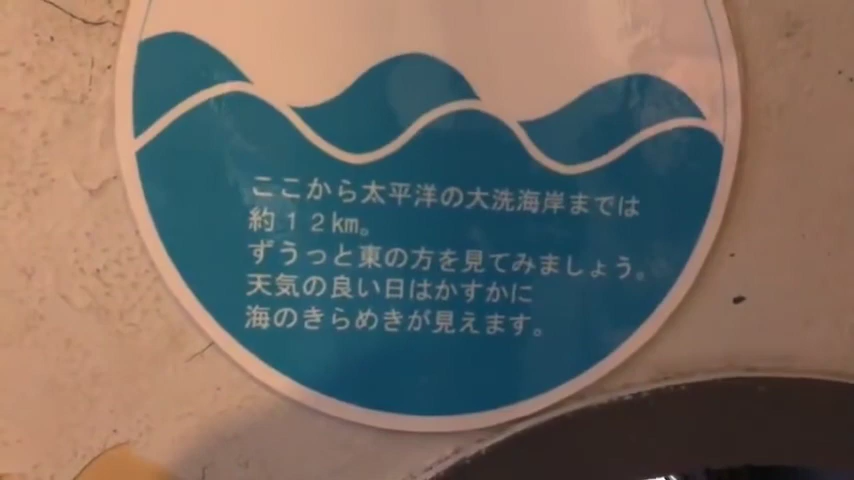 ここから太平洋の大洗海岸までは
約１２km。
ずうっと東の方を見てみましょう。
天気の良い日はかすかに
海のきらめきが見えます。